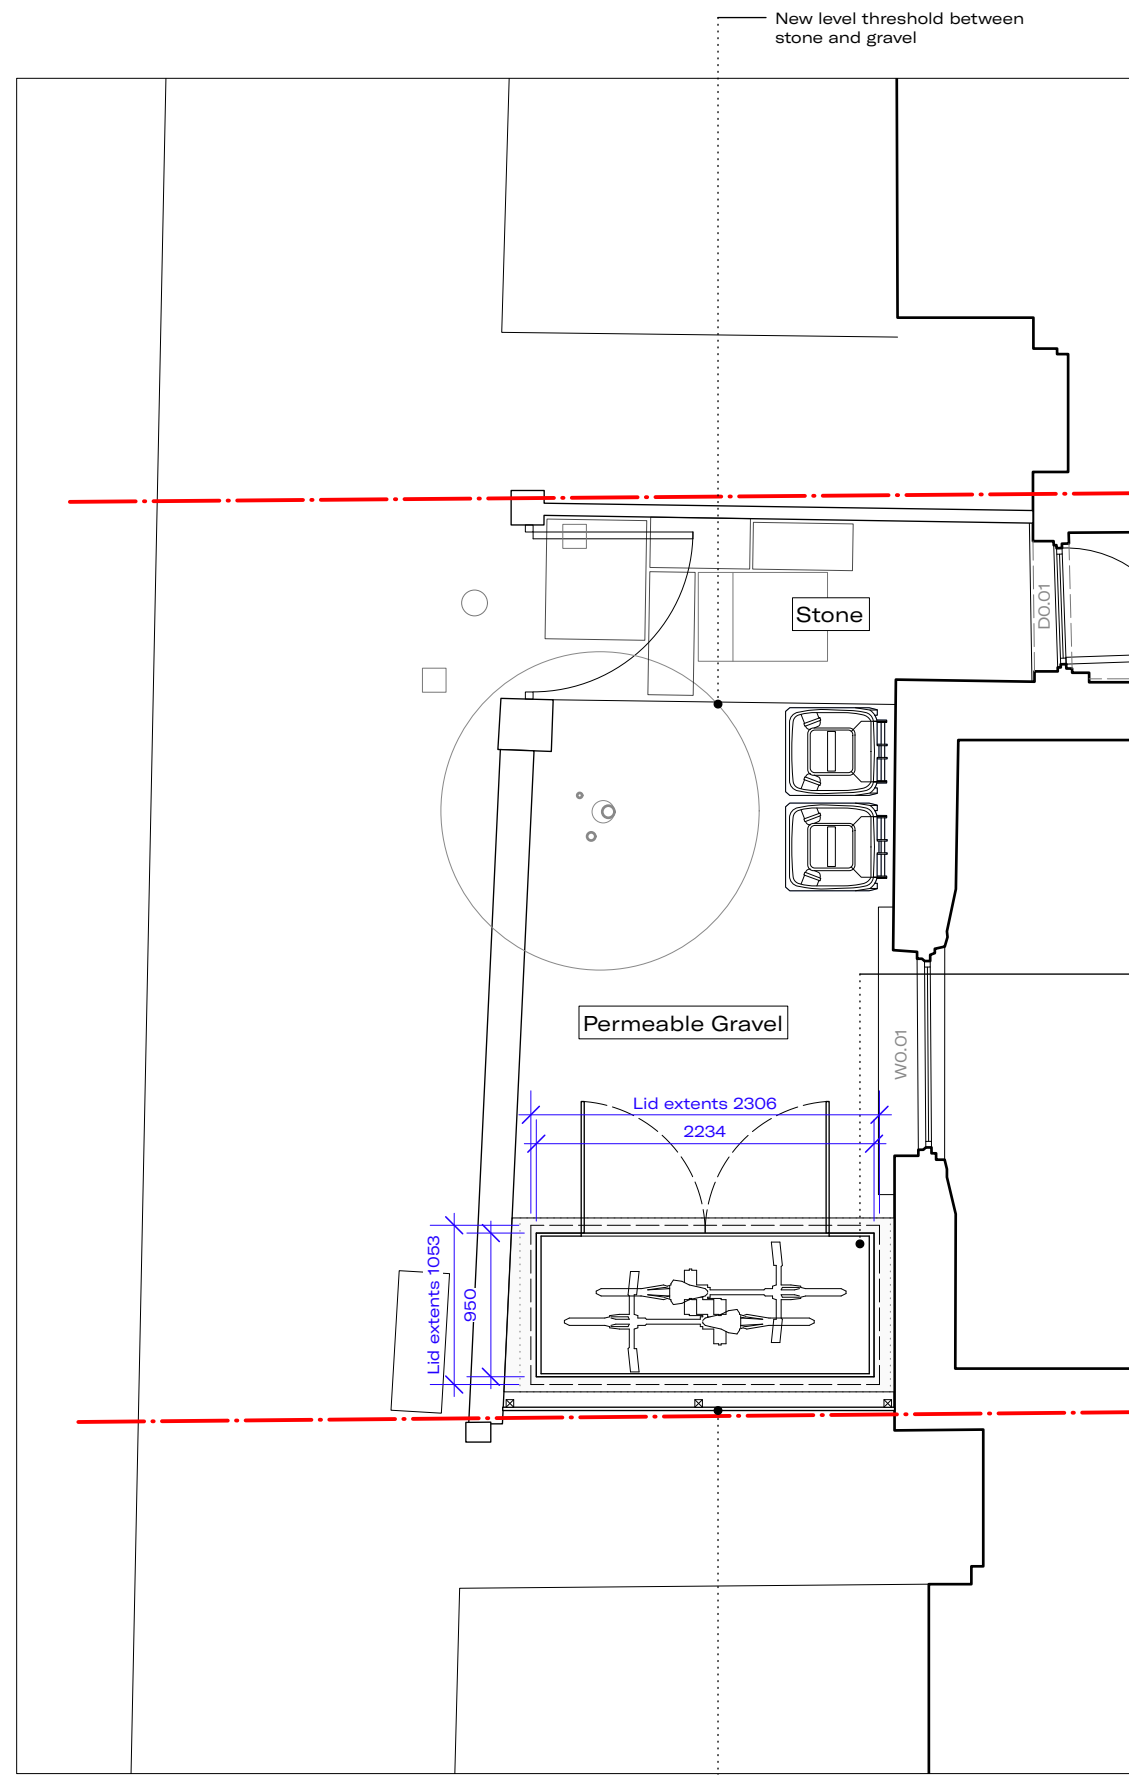 New level threshold between
stone and gravel
Stone
D0.01
Permeable Gravel
W0.01
Lid extents 2306
2234
Lid extents 1053
950